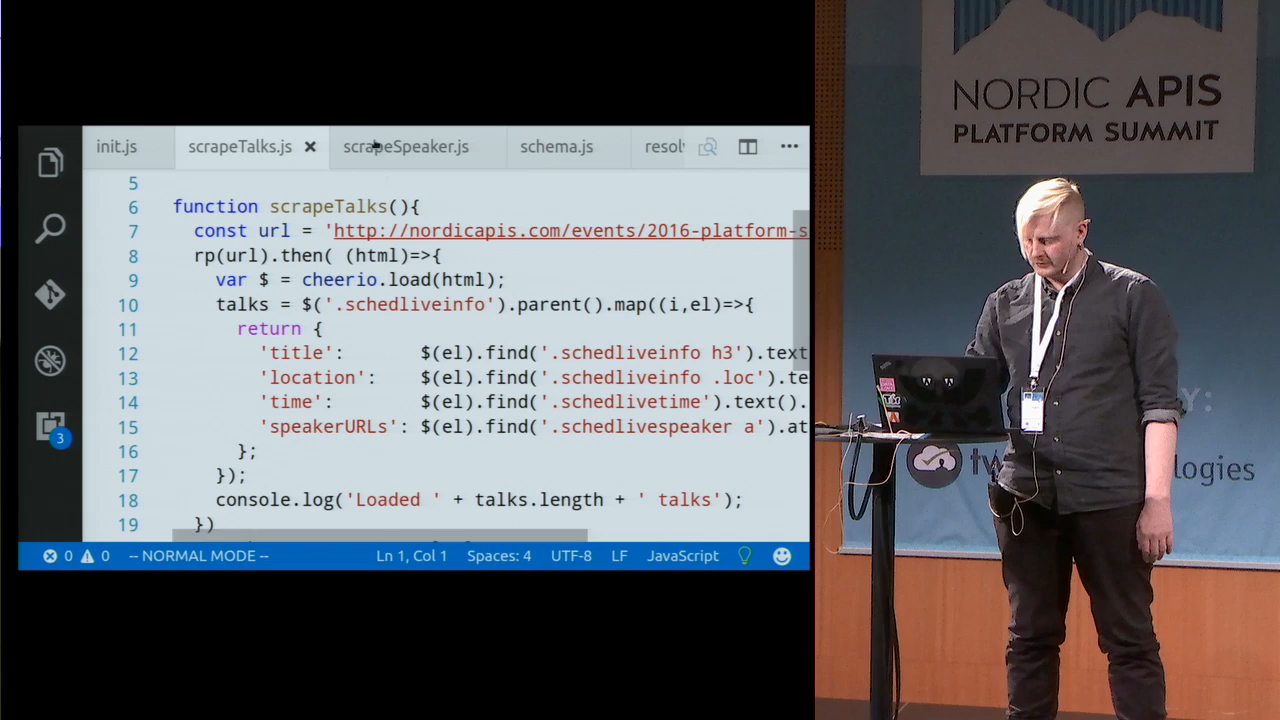 init.js scrapeTalks.js scrapeSpeaker.js schema.js resolv
5
6 function scrapeTalks(){
7 const url = 'http://nordicapis.com/events/2016-platform-s
8 rp(url).then( (html)=>{
9 var $ = cheerio.load(html);
10 talks = $('.schedliveinfo').parent().map((i,el)=>{
11 return {
12 'title': $(el).find('.schedliveinfo h3').text
13 'location': $(el).find('.schedliveinfo .loc').te
14 'time': $(el).find('.schedlivetime').text().
15 'speakerURLs': $(el).find('.schedlivespeaker a').at
16 };
17 });
18 console.log('Loaded ' + talks.length + ' talks');
19 })
3
0 0 -- NORMAL MODE -- Ln 1, Col 1 Spaces: 4 UTF-8 LF JavaScript
NORDIC APIS
PLATFORM SUMMIT
Y:
tw ologies